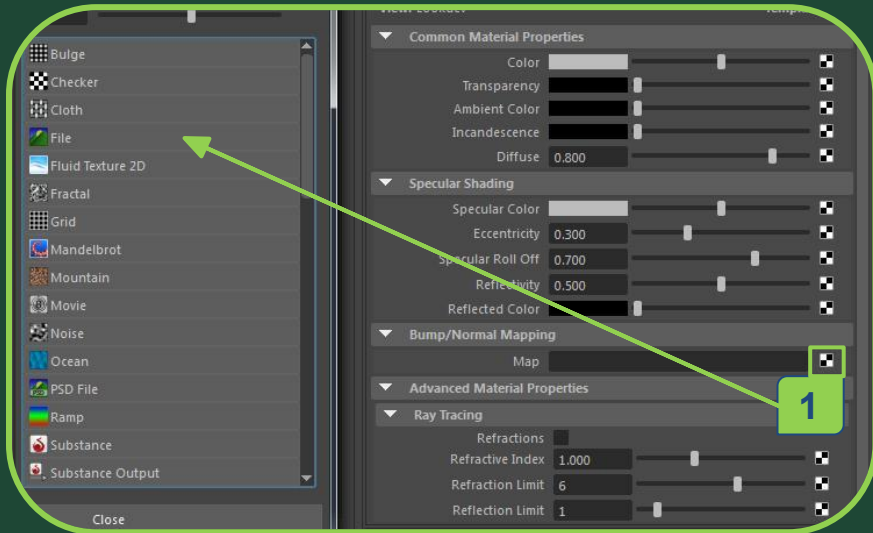 Bulge
Checker
Cloth
File
Fluid Texture 2D
Fractal
Grid
Mandelbrot
Mountain
Movie
Noise
Ocean
PSD File
Ramp
Substance
Substance Output
Close
Common Material Properties
Color
Transparency
Ambient Color
Incandescence
Diffuse 0.800
Specular Shading
Specular Color
Eccentricity 0.300
Specular Roll Off 0.700
Reflectivity 0.500
Reflected Color
Bump/Normal Mapping
Map
1
Advanced Material Properties
Ray Tracing
Refractions
Refractive Index 1.000
Refraction Limit 6
Reflection Limit 1